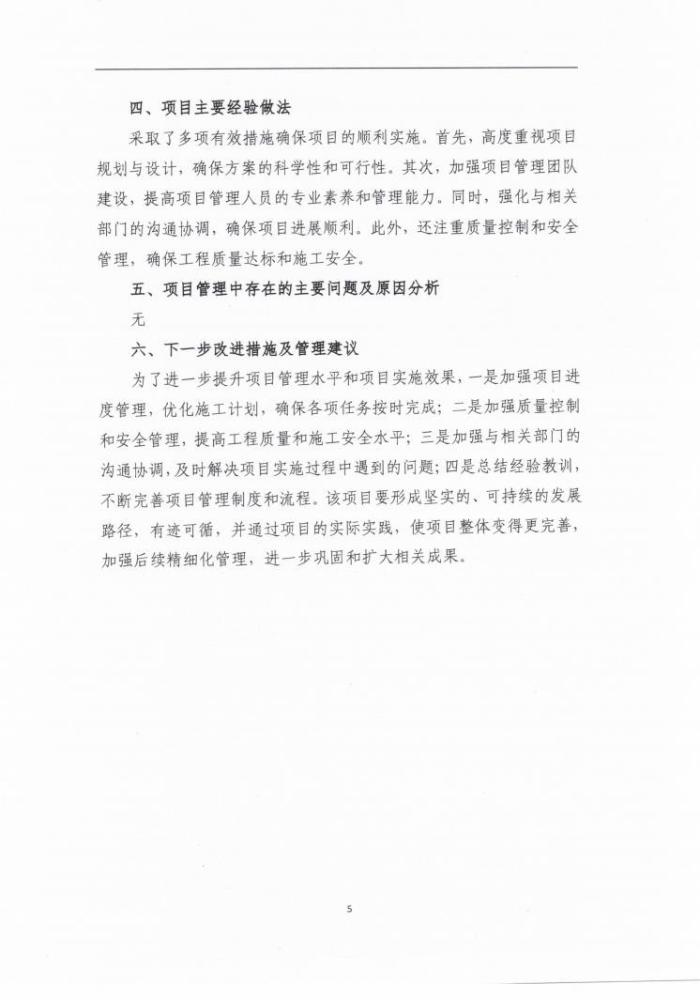 四、项目主要经验做法
采取了多项有效措施确保项目的顺利实施。首先，高度重视项目
规划与设计，确保方案的科学性和可行性。其次，加强项目管理团队
建设，提高项目管理人员的专业素养和管理能力。同时，强化与相关
部门的沟通协调，确保项目进展顺利。此外，还注重质量控制和安全
管理，确保工程质量达标和施工安全。
五、项目管理中存在的主要问题及原因分析
无
六、下一步改进措施及管理建议
为了进一步提升项目管理水平和项目实施效果，一是加强项目进
度管理，优化施工计划，确保各项任务按时完成；二是加强质量控制
和安全管理，提高工程质量和施工安全水平；三是加强与相关部门的
沟通协调，及时解决项目实施过程中遇到的问题；四是总结经验教训，
不断完善项目管理制度和流程。该项目要形成坚实的、可持续的发展
路径，有迹可循，并通过项目的实际实践，使项目整体变得更完善，
加强后续精细化管理，进一步巩固和扩大相关成果。
5